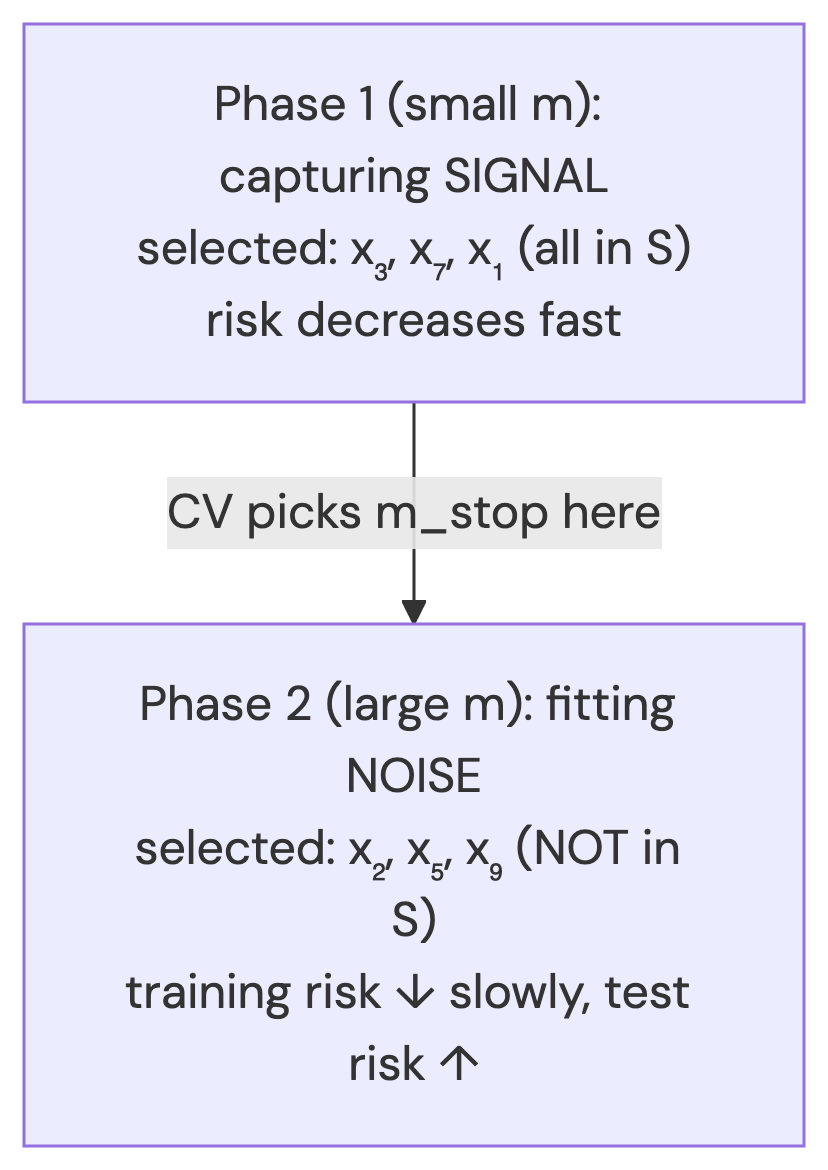 Phase 1 (small m):
capturing SIGNAL
selected: x₃, x₇, x₁ (all in S)
risk decreases fast
CV picks m_stop here
Phase 2 (large m): fitting
NOISE
selected: x₂, x₅, x₉ (NOT in
S)
training risk ↓ slowly, test
risk ↑